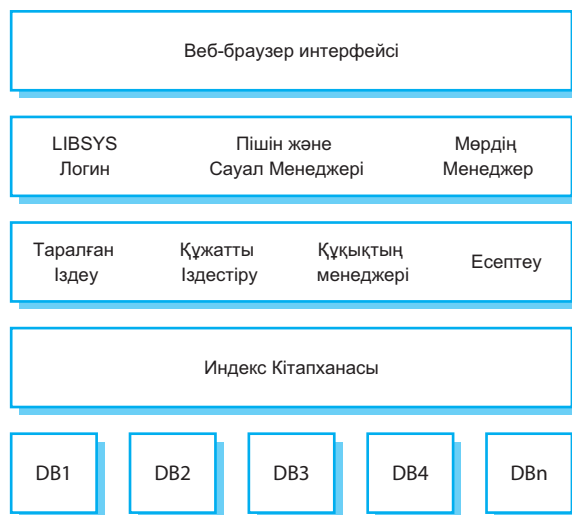 Веб-браузер интерфейсі
LIBSYS
Логин
Пішін және
Сауал Менеджері
Мөрдің
Менеджер
Таралған
Іздеу
Құжатты
Іздестіру
Құқықтың
менеджері
Есептеу
Индекс Кітапханасы
DB1
DB2
DB3
DB4
DBn